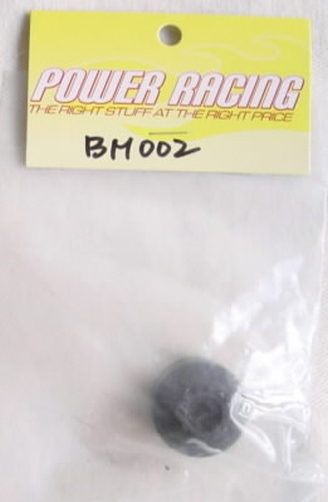 POWER RACING
THE RIGHT STUFF AT THE RIGHT PRICE
BM002